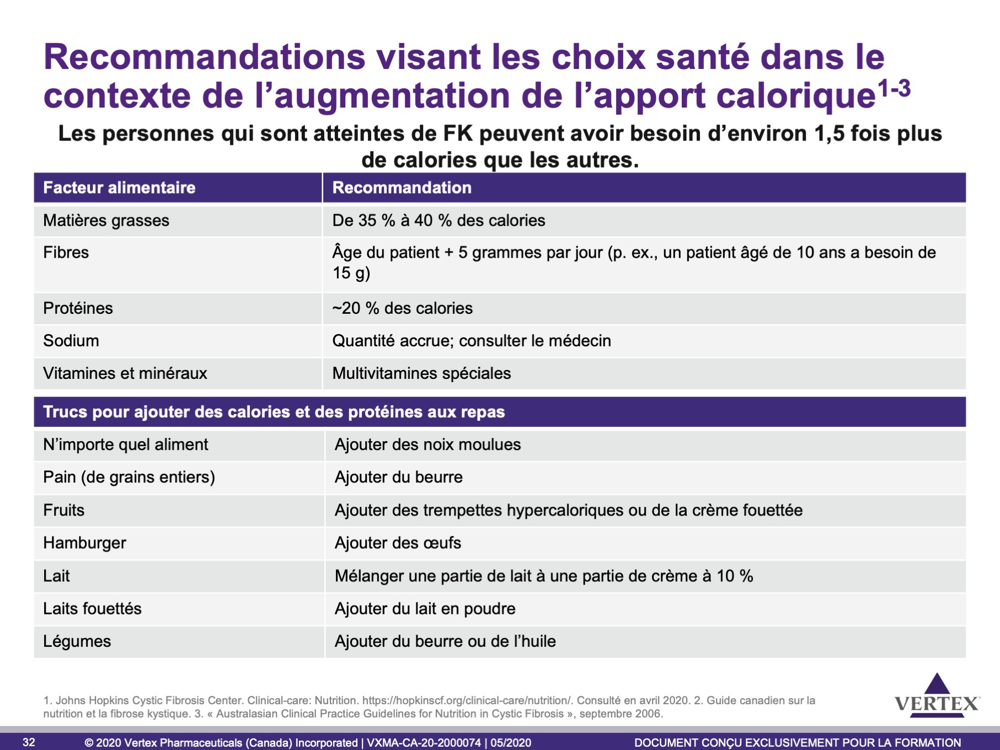 Recommandations visant les choix santé dans le
contexte de l’augmentation de l’apport calorique1-3
Les personnes qui sont atteintes de FK peuvent avoir besoin d’environ 1,5 fois plus
de calories que les autres.
Facteur alimentaire Recommandation
Matières grasses De 35 % à 40 % des calories
Fibres Âge du patient + 5 grammes par jour (p. ex., un patient âgé de 10 ans a besoin de
15 g)
Protéines ~20 % des calories
Sodium Quantité accrue; consulter le médecin
Vitamines et minéraux Multivitamines spéciales
Trucs pour ajouter des calories et des protéines aux repas
N’importe quel aliment Ajouter des noix moulues
Pain (de grains entiers) Ajouter du beurre
Fruits Ajouter des trempettes hypercaloriques ou de la crème fouettée
Hamburger Ajouter des œufs
Lait Mélanger une partie de lait à une partie de crème à 10 %
Laits fouettés Ajouter du lait en poudre
Légumes Ajouter du beurre ou de l’huile
1. Johns Hopkins Cystic Fibrosis Center. Clinical-care: Nutrition. https://hopkinscf.org/clinical-care/nutrition/. Consulté en avril 2020. 2. Guide canadien sur la
nutrition et la fibrose kystique. 3. « Australasian Clinical Practice Guidelines for Nutrition in Cystic Fibrosis », septembre 2006.
VERTEX
32 © 2020 Vertex Pharmaceuticals (Canada) Incorporated | VXMA-CA-20-2000074 | 05/2020 DOCUMENT CONÇU EXCLUSIVEMENT POUR LA FORMATION